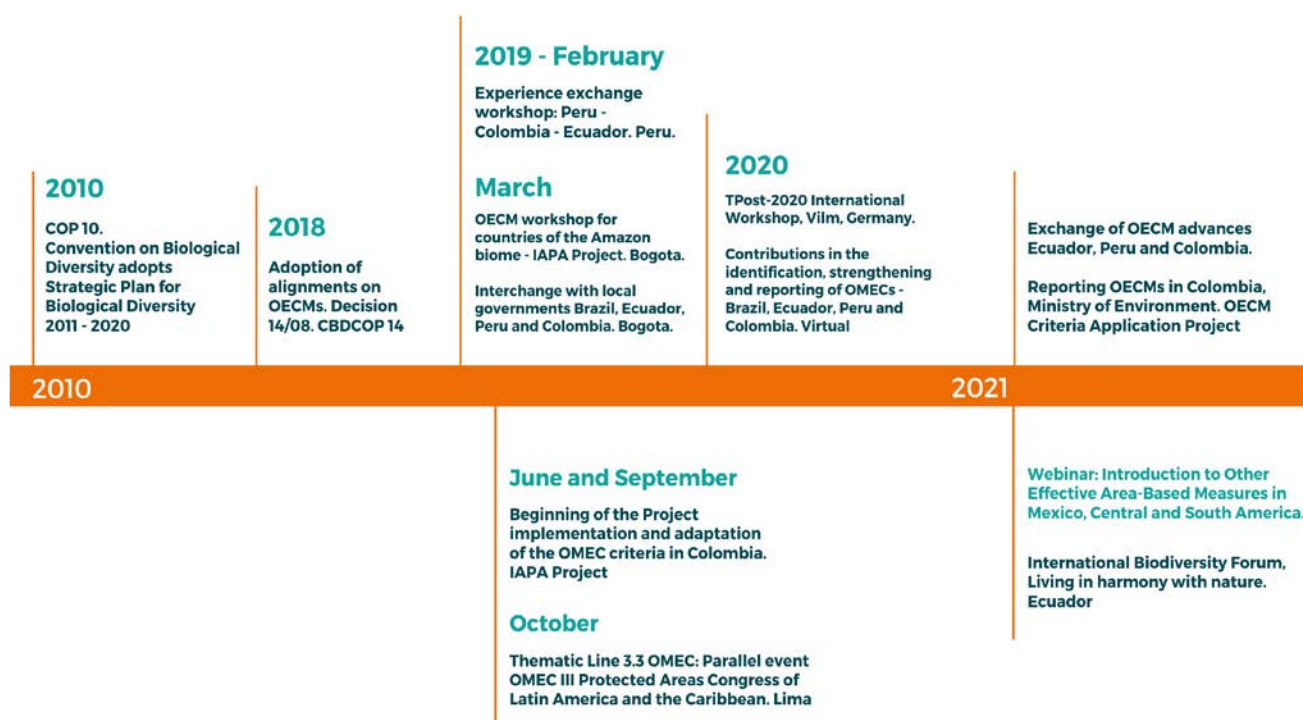 2010
COP 10.
Convention on Biological
Diversity adopts
Strategic Plan for
Biological Diversity
2011 - 2020
2018
Adoption of
alignments on
OECMs. Decision
14/08. CBDCOP 14
2019 - February
Experience exchange
workshop: Peru -
Colombia - Ecuador. Peru.
March
OECM workshop for
countries of the Amazon
biome - IAPA Project. Bogota.
Interchange with local
governments Brazil, Ecuador,
Peru and Colombia. Bogota.
2020
TPost-2020 International
Workshop, Vilm, Germany.
Contributions in the
identification, strengthening
and reporting of OMECs -
Brazil, Ecuador, Peru and
Colombia. Virtual
Exchange of OECM advances
Ecuador, Peru and Colombia.
Reporting OECMs in Colombia,
Ministry of Environment. OECM
Criteria Application Project
2010
2021
June and September
Beginning of the Project
implementation and adaptation
of the OMEC criteria in Colombia.
IAPA Project
October
Thematic Line 3.3 OMEC: Parallel event
OMEC III Protected Areas Congress of
Latin America and the Caribbean. Lima
Webinar: Introduction to Other
Effective Area-Based Measures in
Mexico, Central and South America.
International Biodiversity Forum,
Living in harmony with nature.
Ecuador